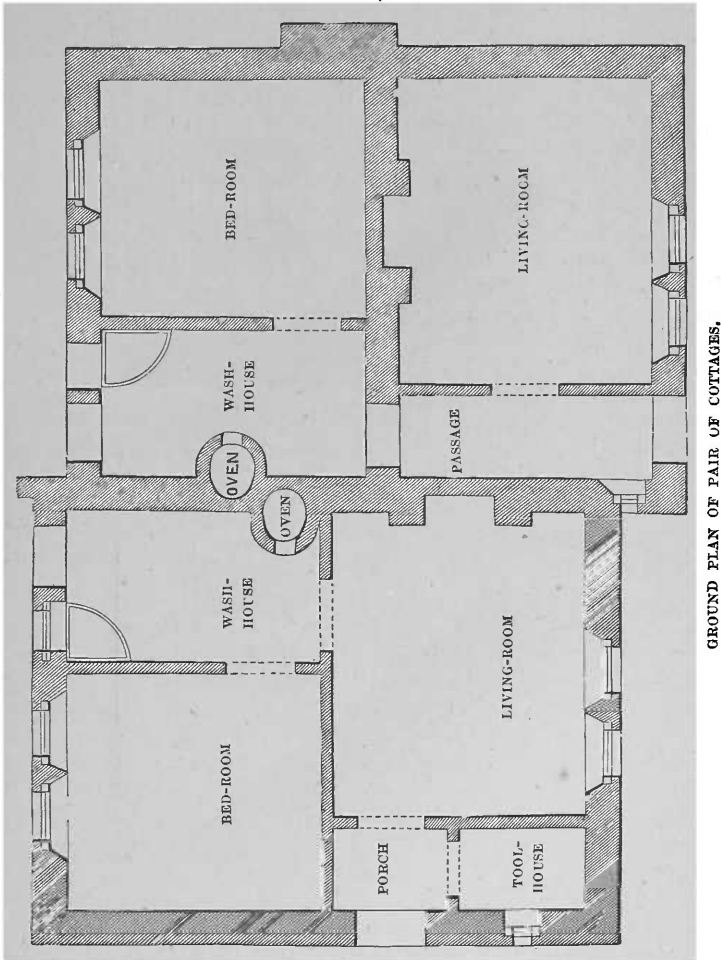 BED-ROOM
LIVING-ROOM
WASH-
HOUSE
OVEN
PASSAGE
OVEN
WASH-
HOUSE
LIVING-ROOM
BED-ROOM
PORCH
TOOL-
HOUSE
GROUND PLAN OF PAIR OF COTTAGES.